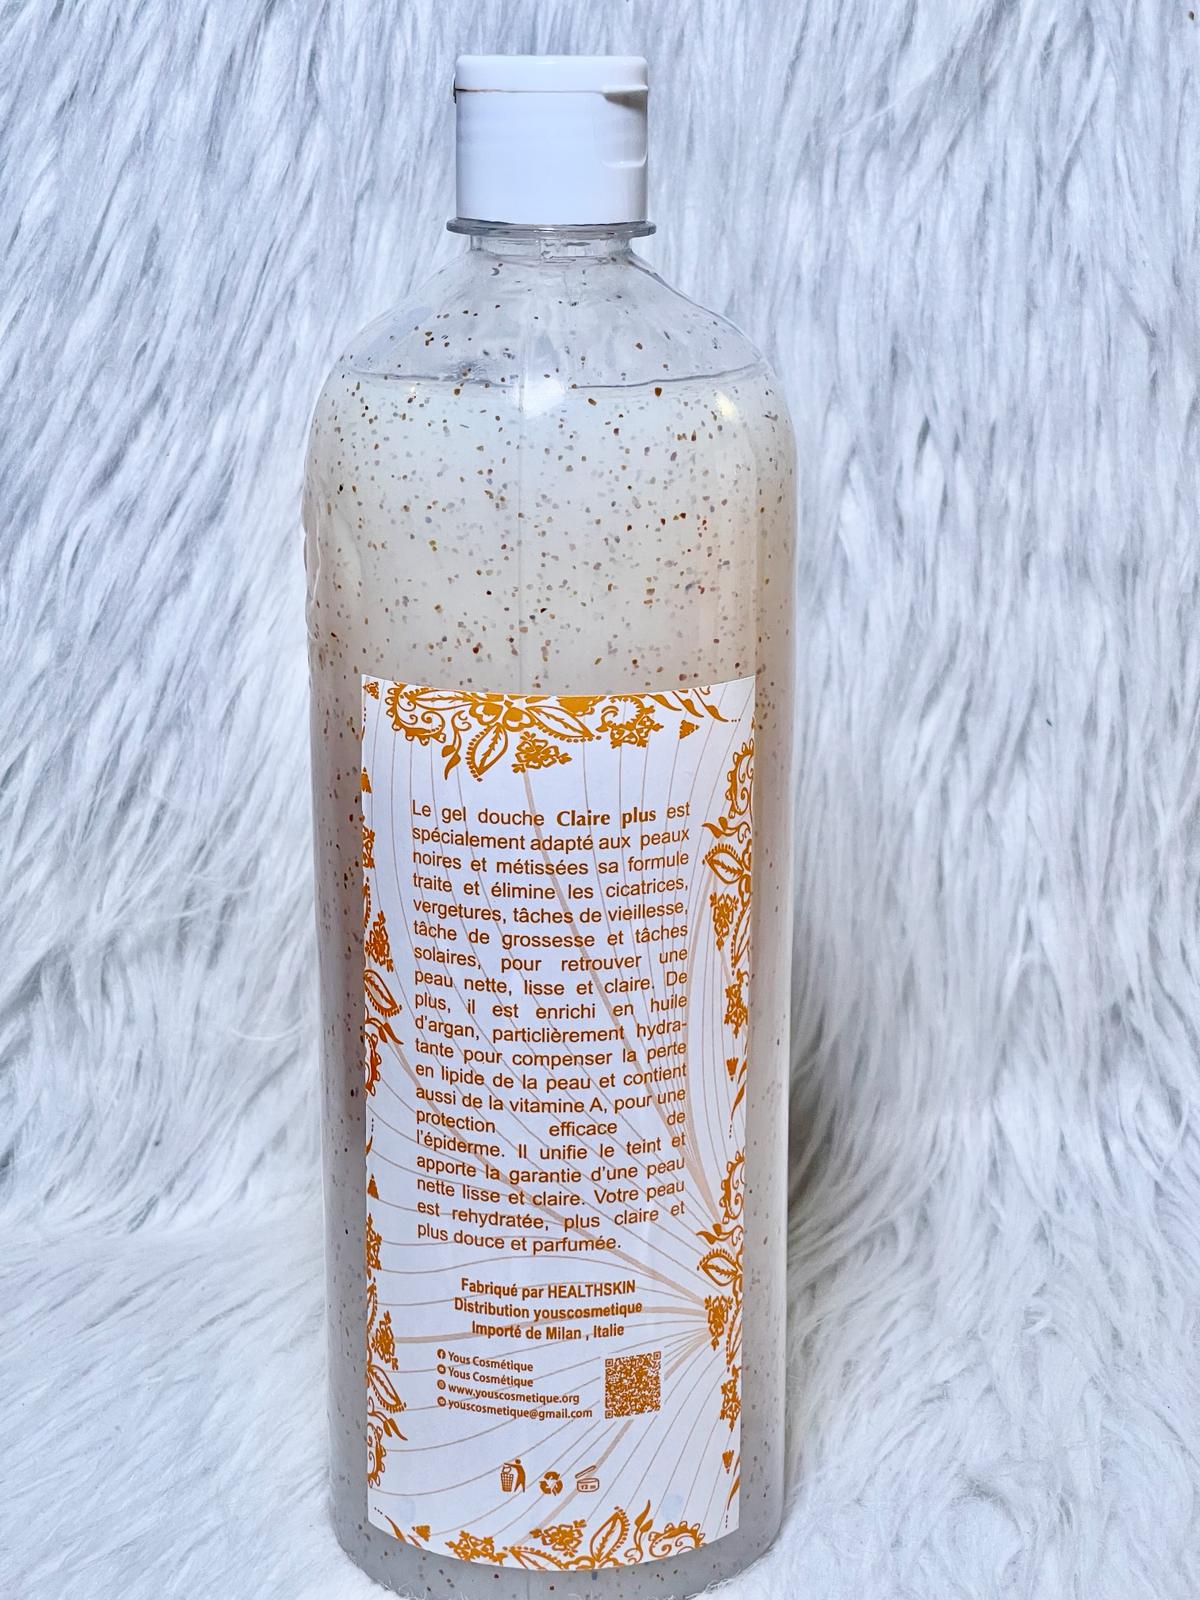 Le gel douche Claire plus est
spécialement adapté aux peaux
noires et métissées sa formule
traite et élimine les cicatrices,
vergetures, tâches de vieillesse,
tâche de grossesse et tâches
solaires, pour retrouver une
peau nette, lisse et claire. De
plus, il est enrichi en huile
d'argan, particlièrement hydra-
tante pour compenser la perte
en lipide de la peau et contient
aussi de la vitamine A, pour une
protection efficace de
l'épiderme. Il unifie le teint et
apporte la garantie d'une peau
nette lisse et claire. Votre peau
est rehydratée, plus claire et
plus douce et parfumée.
Fabriqué par HEALTHSKIN
Distribution youscosmetique
Importé de Milan , Italie
Yous Cosmétique
Yous Cosmétique
www.youscosmetique.org
youscosmetique@gmail.com
12 m